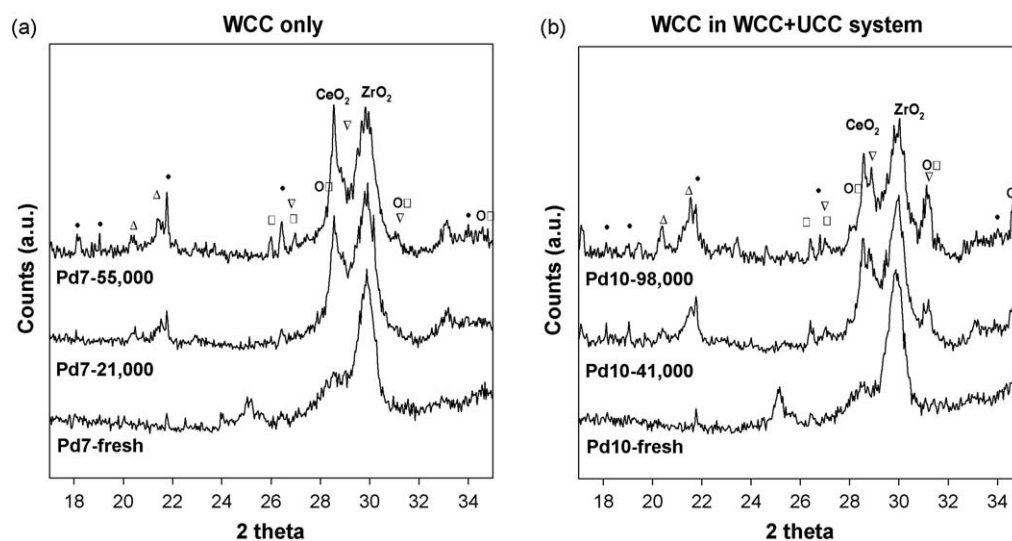 (a) WCC only
CeO2
ZrO2
▽
● ● △ △ ● □ ● ▽ □ O□ O□ ▽ ● O□
Counts (a.u.)
Pd7-55,000
Pd7-21,000
Pd7-fresh
18 20 22 24 26 28 30 32 34
2 theta
(b) WCC in WCC+UCC system
CeO2
ZrO2
▽
● ● △ △ ● □ ● ▽ □ O□ O□ ▽ ● O
Counts (a.u.)
Pd10-98,000
Pd10-41,000
Pd10-fresh
18 20 22 24 26 28 30 32 34
2 theta